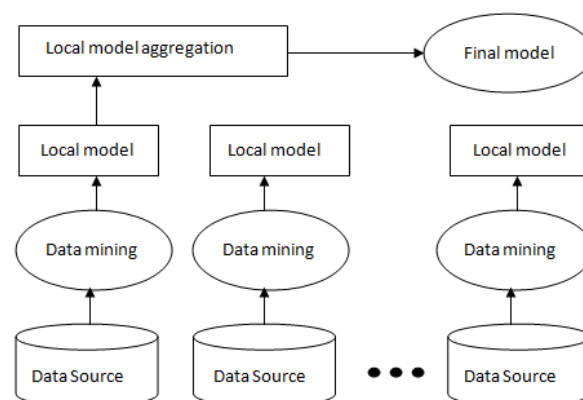 Local model aggregation
Final model
Local model
Local model
Local model
Data mining
Data mining
Data mining
Data Source
Data Source
Data Source